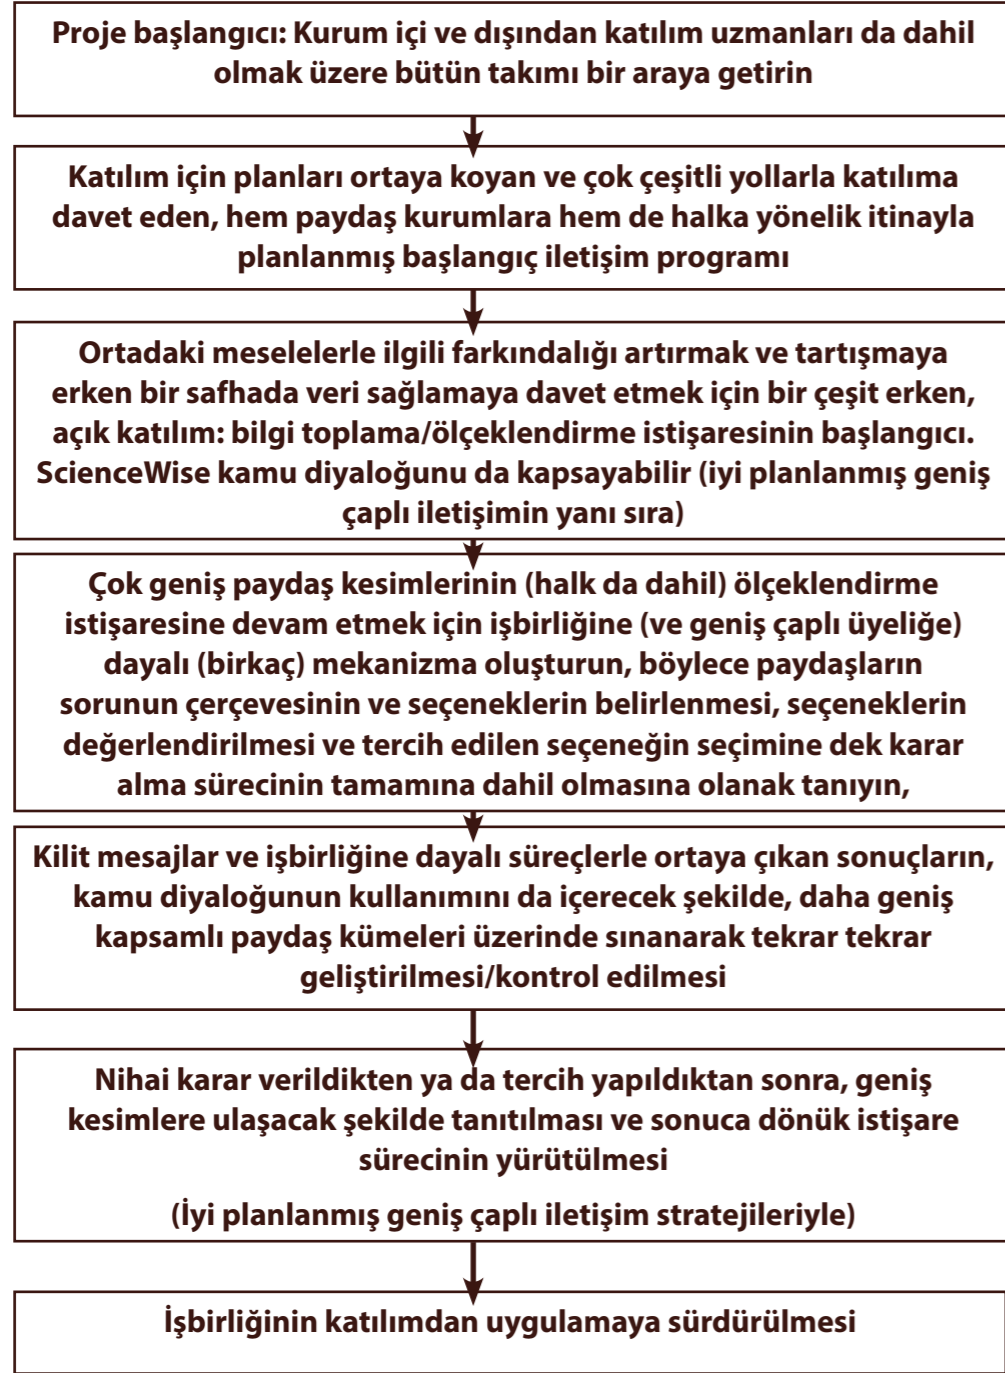 Proje başlangıcı: Kurum içi ve dışından katılım uzmanları da dahil
olmak üzere bütün takımı bir araya getirin
Katılım için planları ortaya koyan ve çok çeşitli yollarla katılıma
davet eden, hem paydaş kurumlara hem de halka yönelik itinayla
planlanmış başlangıç iletişim programı
Ortadaki meselelerle ilgili farkındalığı artırmak ve tartışmaya
erken bir safhada veri sağlamaya davet etmek için bir çeşit erken,
açık katılım: bilgi toplama/ölçeklendirme istişaresinin başlangıcı.
ScienceWise kamu diyaloğunu da kapsayabilir (iyi planlanmış geniş
çaplı iletişimin yanı sıra)
Çok geniş paydaş kesimlerinin (halk da dahil) ölçeklendirme
istişaresine devam etmek için işbirliğine (ve geniş çaplı üyeliğe)
dayalı (birkaç) mekanizma oluşturun, böylece paydaşların
sorunun çerçevesinin ve seçeneklerin belirlenmesi, seçeneklerin
değerlendirilmesi ve tercih edilen seçeneğin seçimine dek karar
alma sürecinin tamamına dahil olmasına olanak tanıyın,
Kilit mesajlar ve işbirliğine dayalı süreçlerle ortaya çıkan sonuçların,
kamu diyaloğunun kullanımını da içerecek şekilde, daha geniş
kapsamlı paydaş kümeleri üzerinde sınanarak tekrar tekrar
geliştirilmesi/kontrol edilmesi
Nihai karar verildikten ya da tercih yapıldıktan sonra, geniş
kesimlere ulaşacak şekilde tanıtılması ve sonuca dönük istişare
sürecinin yürütülmesi
(İyi planlanmış geniş çaplı iletişim stratejileriyle)
İşbirliğinin katılımdan uygulamaya sürdürülmesi